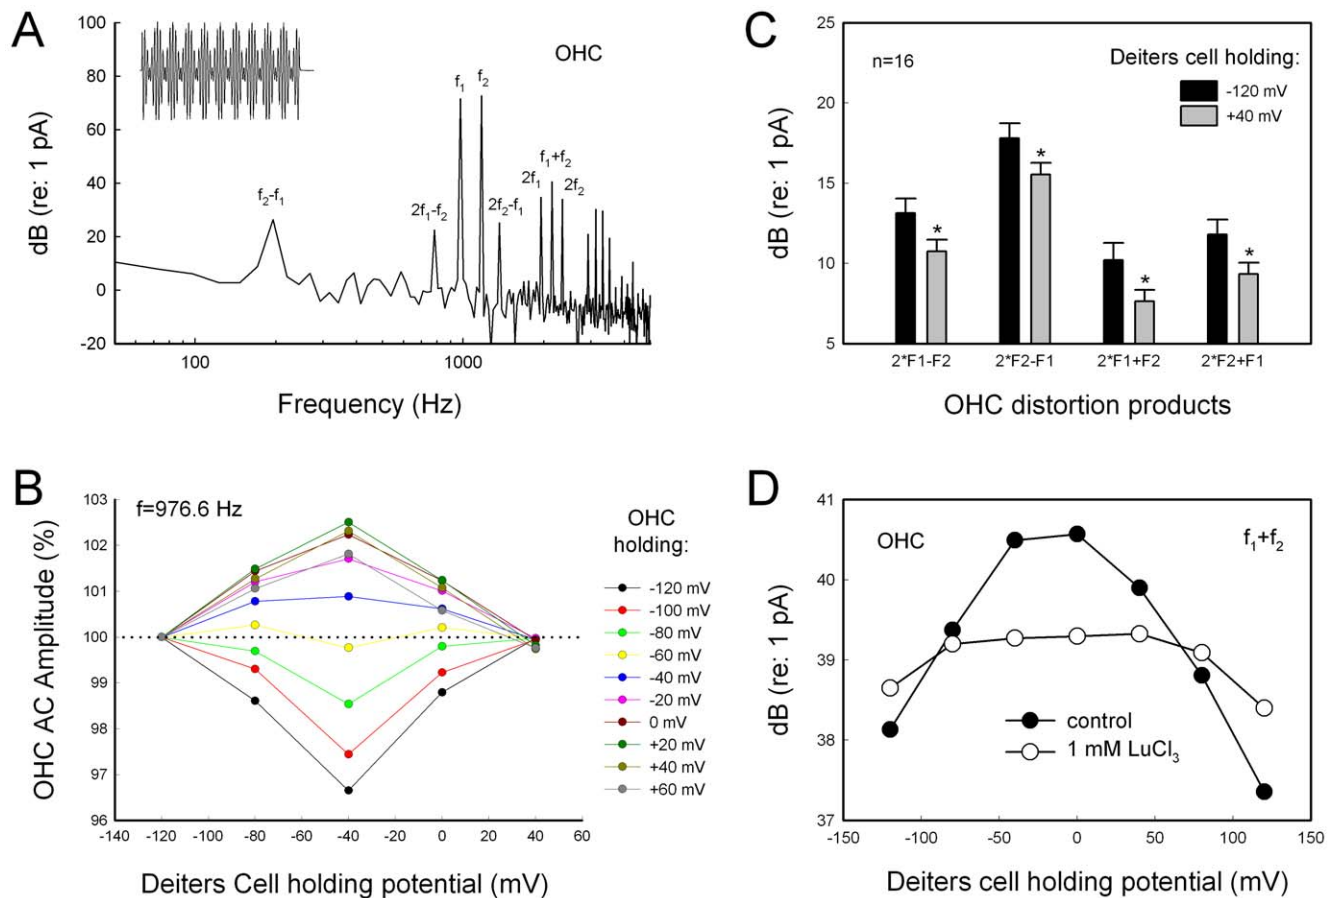 A
OHC
dB (re: 1 pA)
100
80
60
40
20
0
-20
f₂-f₁
2f₁-f₂
f₁
f₂
2f₂-f₁
2f₁
f₁+f₂
2f₂
100
1000
Frequency (Hz)
C
n=16
Deiters cell holding:
-120 mV
+40 mV
dB (re: 1 pA)
25
20
15
10
5
*
*
*
*
2*F1-F2
2*F2-F1
2*F1+F2
2*F2+F1
OHC distortion products
B
f=976.6 Hz
OHC AC Amplitude (%)
103
102
101
100
99
98
97
96
-140
-120
-100
-80
-60
-40
-20
0
20
40
60
Deiters Cell holding potential (mV)
OHC
holding:
-120 mV
-100 mV
-80 mV
-60 mV
-40 mV
-20 mV
0 mV
+20 mV
+40 mV
+60 mV
D
OHC
f₁+f₂
dB (re: 1 pA)
41
40
39
38
37
control
1 mM LuCl₃
-150
-100
-50
0
50
100
150
Deiters cell holding potential (mV)